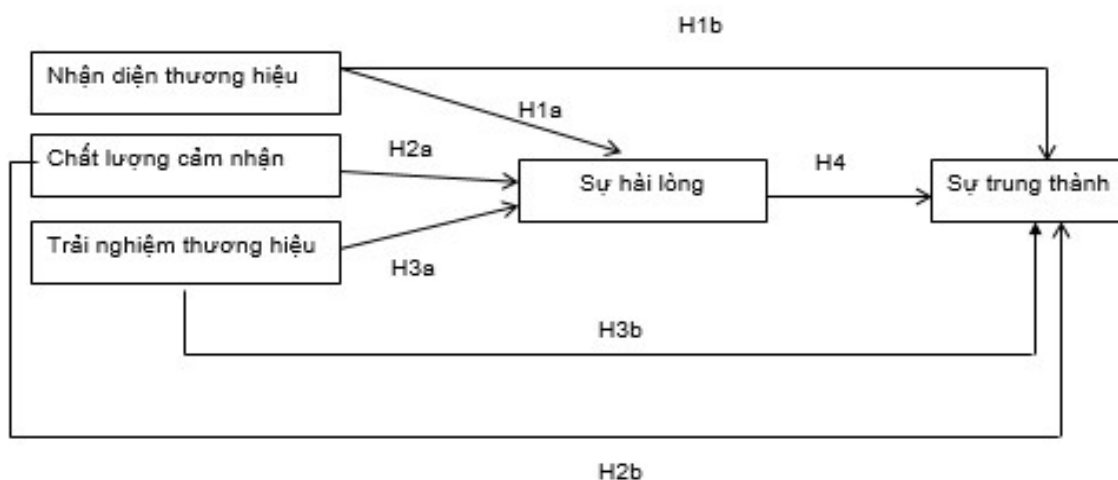 H1b
Nhận diện thương hiệu
H1a
Chất lượng cảm nhận
H2a
Sự hài lòng
H4
Sự trung thành
Trải nghiệm thương hiệu
H3a
H3b
H2b